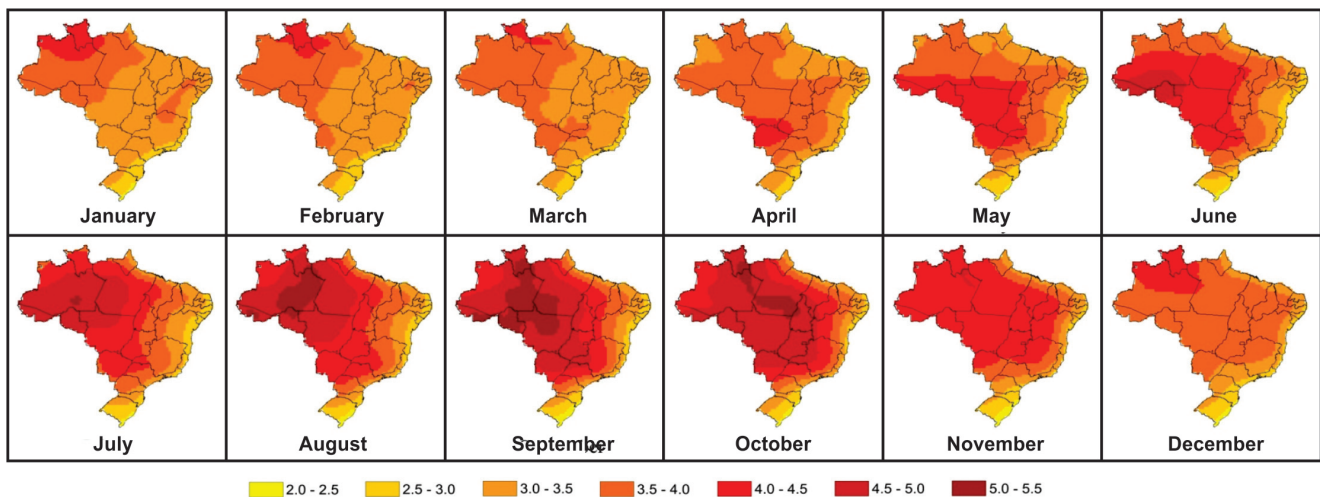 January
February
March
April
May
June
July
August
September
October
November
December
2.0 - 2.5
2.5 - 3.0
3.0 - 3.5
3.5 - 4.0
4.0 - 4.5
4.5 - 5.0
5.0 - 5.5